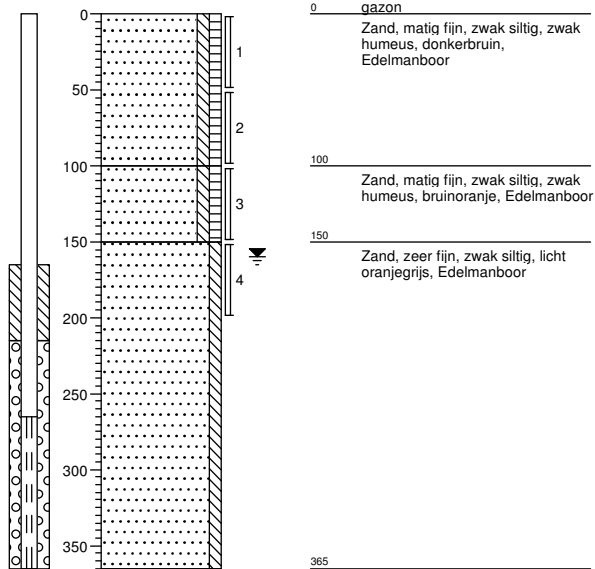 0
50
100
150
200
250
300
350
1
2
3
4
0
gazon
Zand, matig fijn, zwak siltig, zwak
humeus, donkerbruin,
Edelmanboor
100
Zand, matig fijn, zwak siltig, zwak
humeus, bruinoranje, Edelmanboor
150
Zand, zeer fijn, zwak siltig, licht
oranjegrijs, Edelmanboor
365